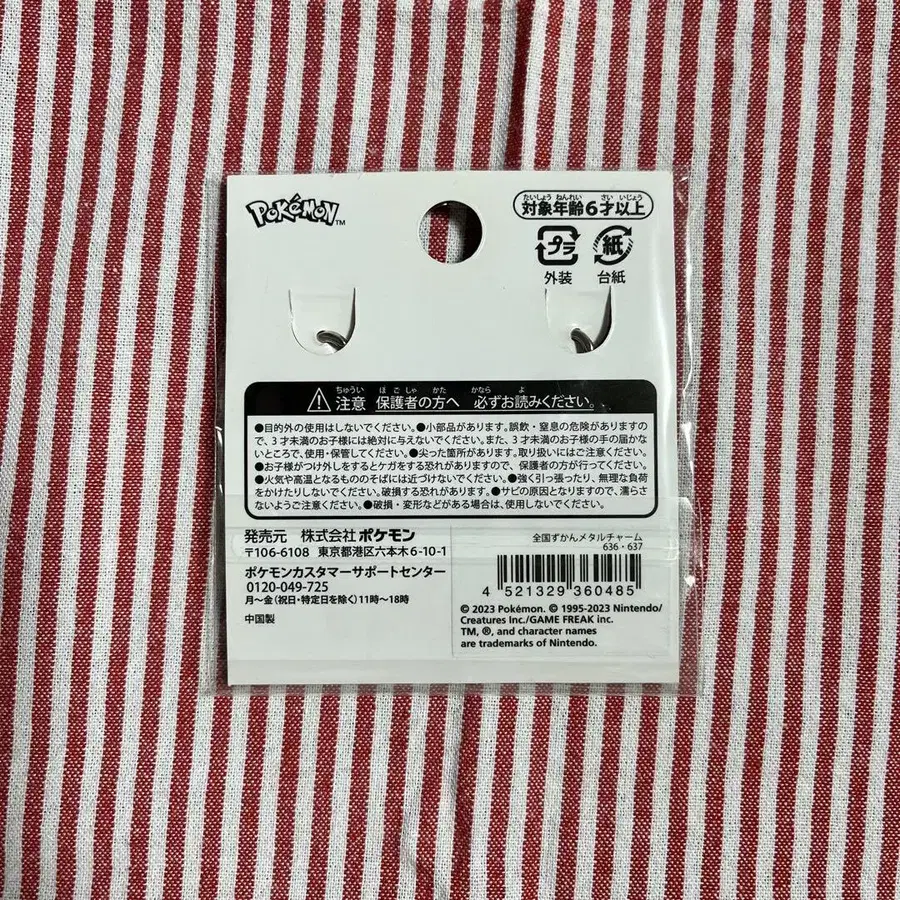 POKéMON™
たいしょう ねんれい さい いじょう
対象年齢6才以上
プラ 紙
外装 台紙
ちゅうい ほごしゃ かた かなら よ
注意 保護者の方へ 必ずお読みください。
●目的外の使用はしないでください。●小部品があります。誤飲・窒息の危険がありますの
で、3才未満のお子様には絶対に与えないでください。また、3才未満のお子様の手の届かな
いところで、使用・保管してください。●尖った箇所があります。取り扱いにはご注意ください。
●お子様がつけ外しをするとケガをする恐れがありますので、保護者の方が行ってください。
●火気や高温となるもののそばには近づけないでください。●強く引っ張ったり、無理な負荷
をかけたりしないでください。破損する恐れがあります。●サビの原因となりますので、濡らさ
ないようご注意ください。●破損・変形などがある場合は、使用しないでください。
発売元 株式会社ポケモン
〒106-6108 東京都港区六本木6-10-1
ポケモンカスタマーサポートセンター
0120-049-725
月～金(祝日・特定日を除く)11時～18時
中国製
全国ずかんメタルチャーム
636・637
4 521329 360485
© 2023 Pokémon. © 1995-2023 Nintendo/
Creatures Inc./GAME FREAK inc.
TM, ®, and character names
are trademarks of Nintendo.